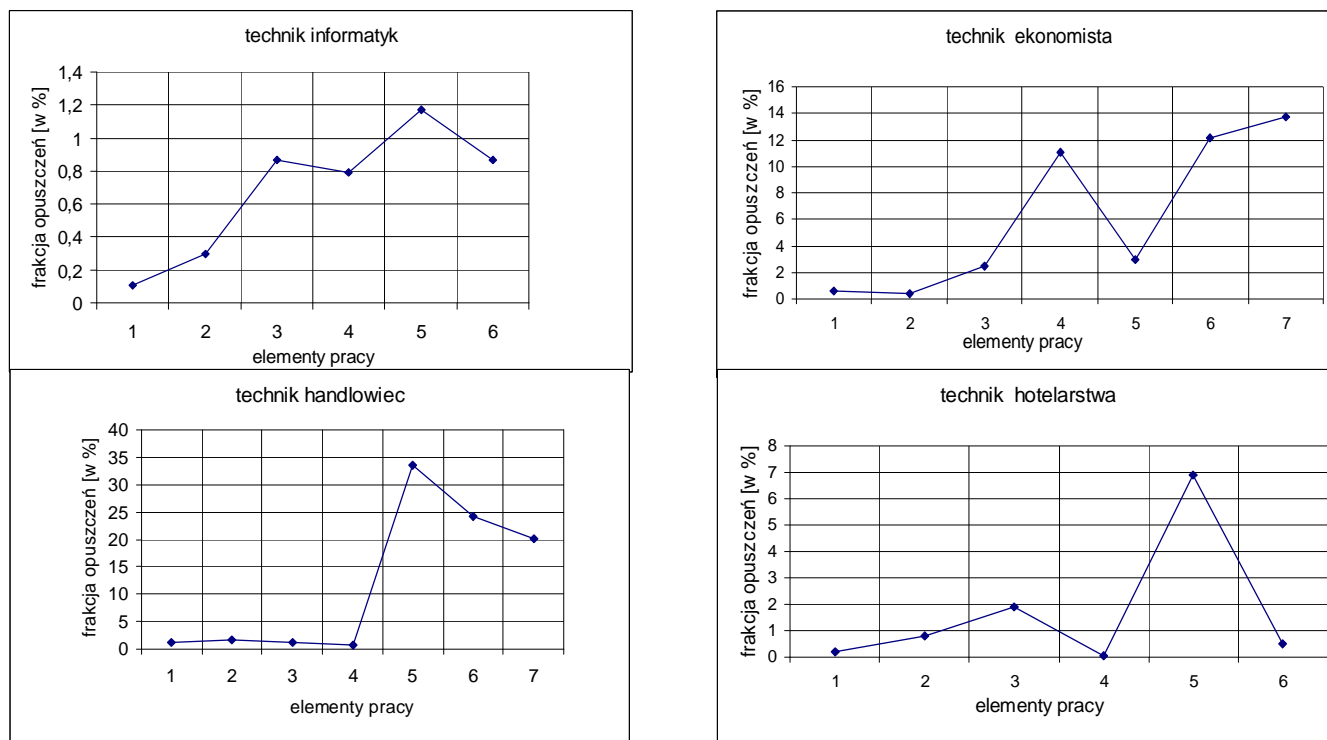 technik informatyk
frakcja opuszczeń [w %]
1,4
1,2
1
0,8
0,6
0,4
0,2
0
1 2 3 4 5 6
elementy pracy
technik ekonomista
frakcja opuszczeń [w %]
16
14
12
10
8
6
4
2
0
1 2 3 4 5 6 7
elementy pracy
technik handlowiec
frakcja opuszczeń [w %]
40
35
30
25
20
15
10
5
0
1 2 3 4 5 6 7
elementy pracy
technik hotelarstwa
frakcja opuszczeń [w %]
8
7
6
5
4
3
2
1
0
1 2 3 4 5 6
elementy pracy